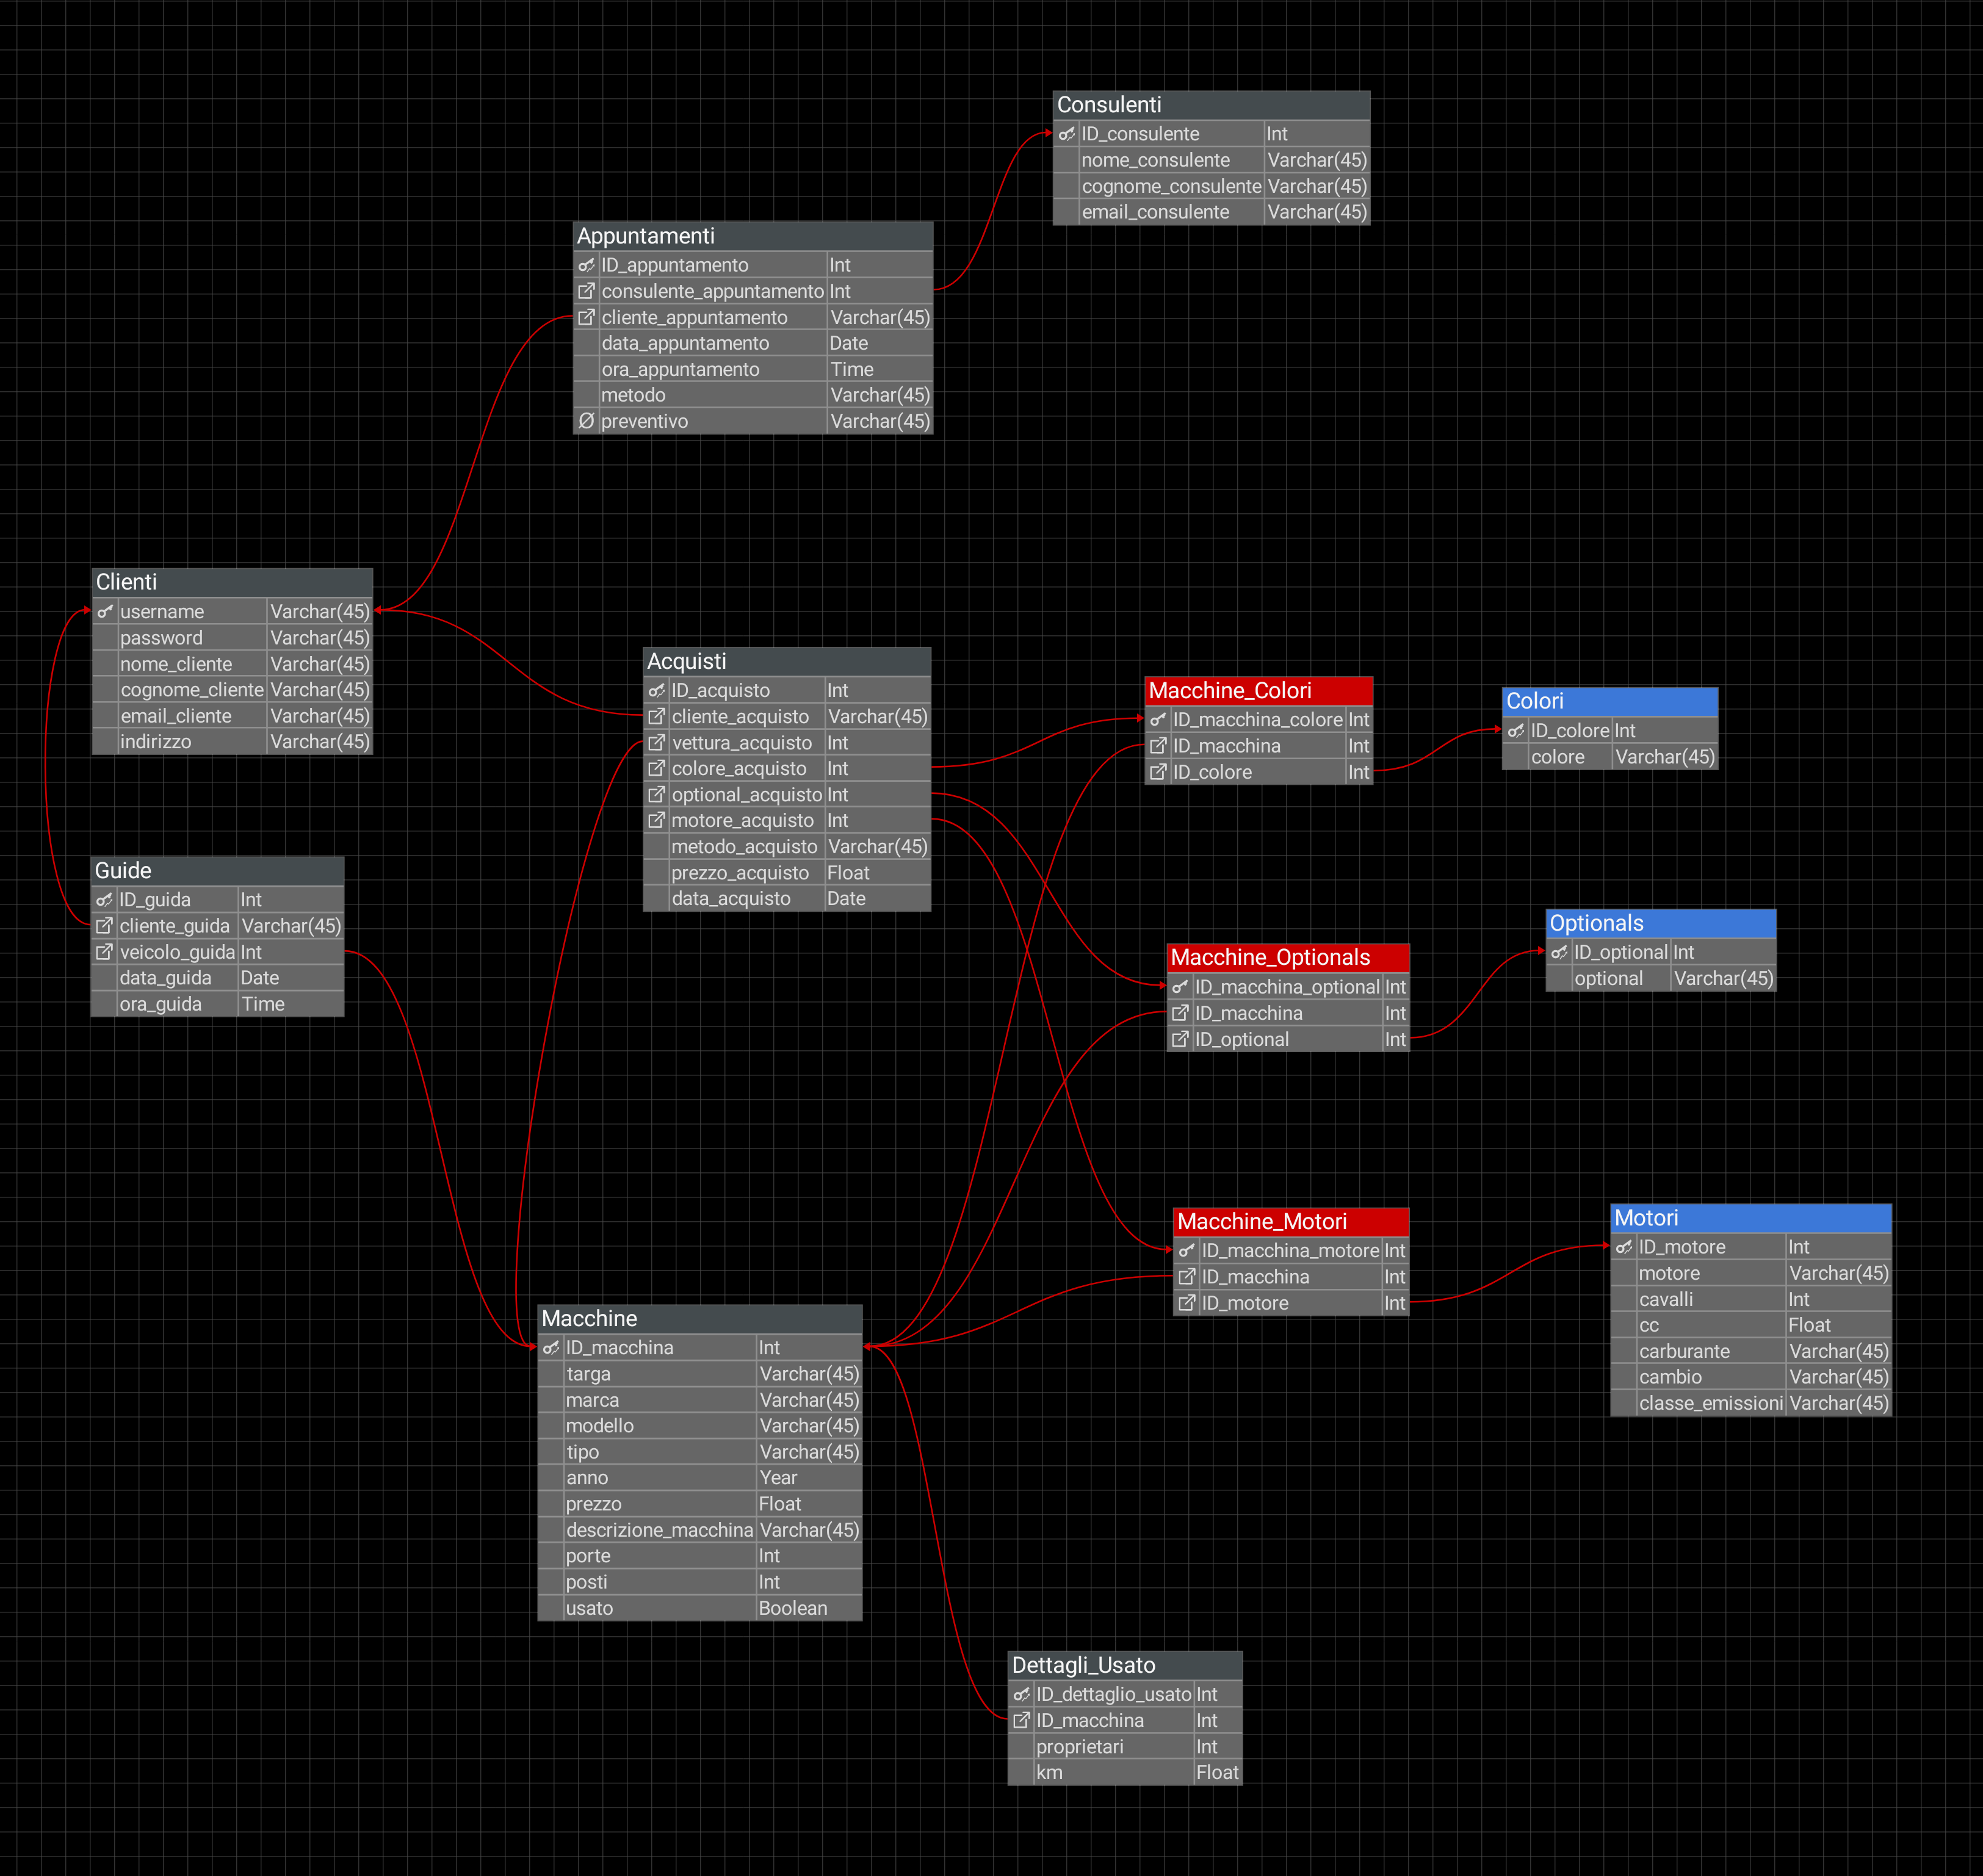 Consulenti
ID_consulente Int
nome_consulente Varchar(45)
cognome_consulente Varchar(45)
email_consulente Varchar(45)
Appuntamenti
ID_appuntamento Int
consulente_appuntamento Int
cliente_appuntamento Varchar(45)
data_appuntamento Date
ora_appuntamento Time
metodo Varchar(45)
preventivo Varchar(45)
Clienti
username Varchar(45)
password Varchar(45)
nome_cliente Varchar(45)
cognome_cliente Varchar(45)
email_cliente Varchar(45)
indirizzo Varchar(45)
Acquisti
ID_acquisto Int
cliente_acquisto Varchar(45)
vettura_acquisto Int
colore_acquisto Int
optional_acquisto Int
motore_acquisto Int
metodo_acquisto Varchar(45)
prezzo_acquisto Float
data_acquisto Date
Macchine_Colori
ID_macchina_colore Int
ID_macchina Int
ID_colore Int
Colori
ID_colore Int
colore Varchar(45)
Guide
ID_guida Int
cliente_guida Varchar(45)
veicolo_guida Int
data_guida Date
ora_guida Time
Macchine_Optionals
ID_macchina_optional Int
ID_macchina Int
ID_optional Int
Optionals
ID_optional Int
optional Varchar(45)
Macchine_Motori
ID_macchina_motore Int
ID_macchina Int
ID_motore Int
Motori
ID_motore Int
motore Varchar(45)
cavalli Int
cc Float
carburante Varchar(45)
cambio Varchar(45)
classe_emissioni Varchar(45)
Macchine
ID_macchina Int
targa Varchar(45)
marca Varchar(45)
modello Varchar(45)
tipo Varchar(45)
anno Year
prezzo Float
descrizione_macchina Varchar(45)
porte Int
posti Int
usato Boolean
Dettagli_Usato
ID_dettaglio_usato Int
ID_macchina Int
proprietari Int
km Float